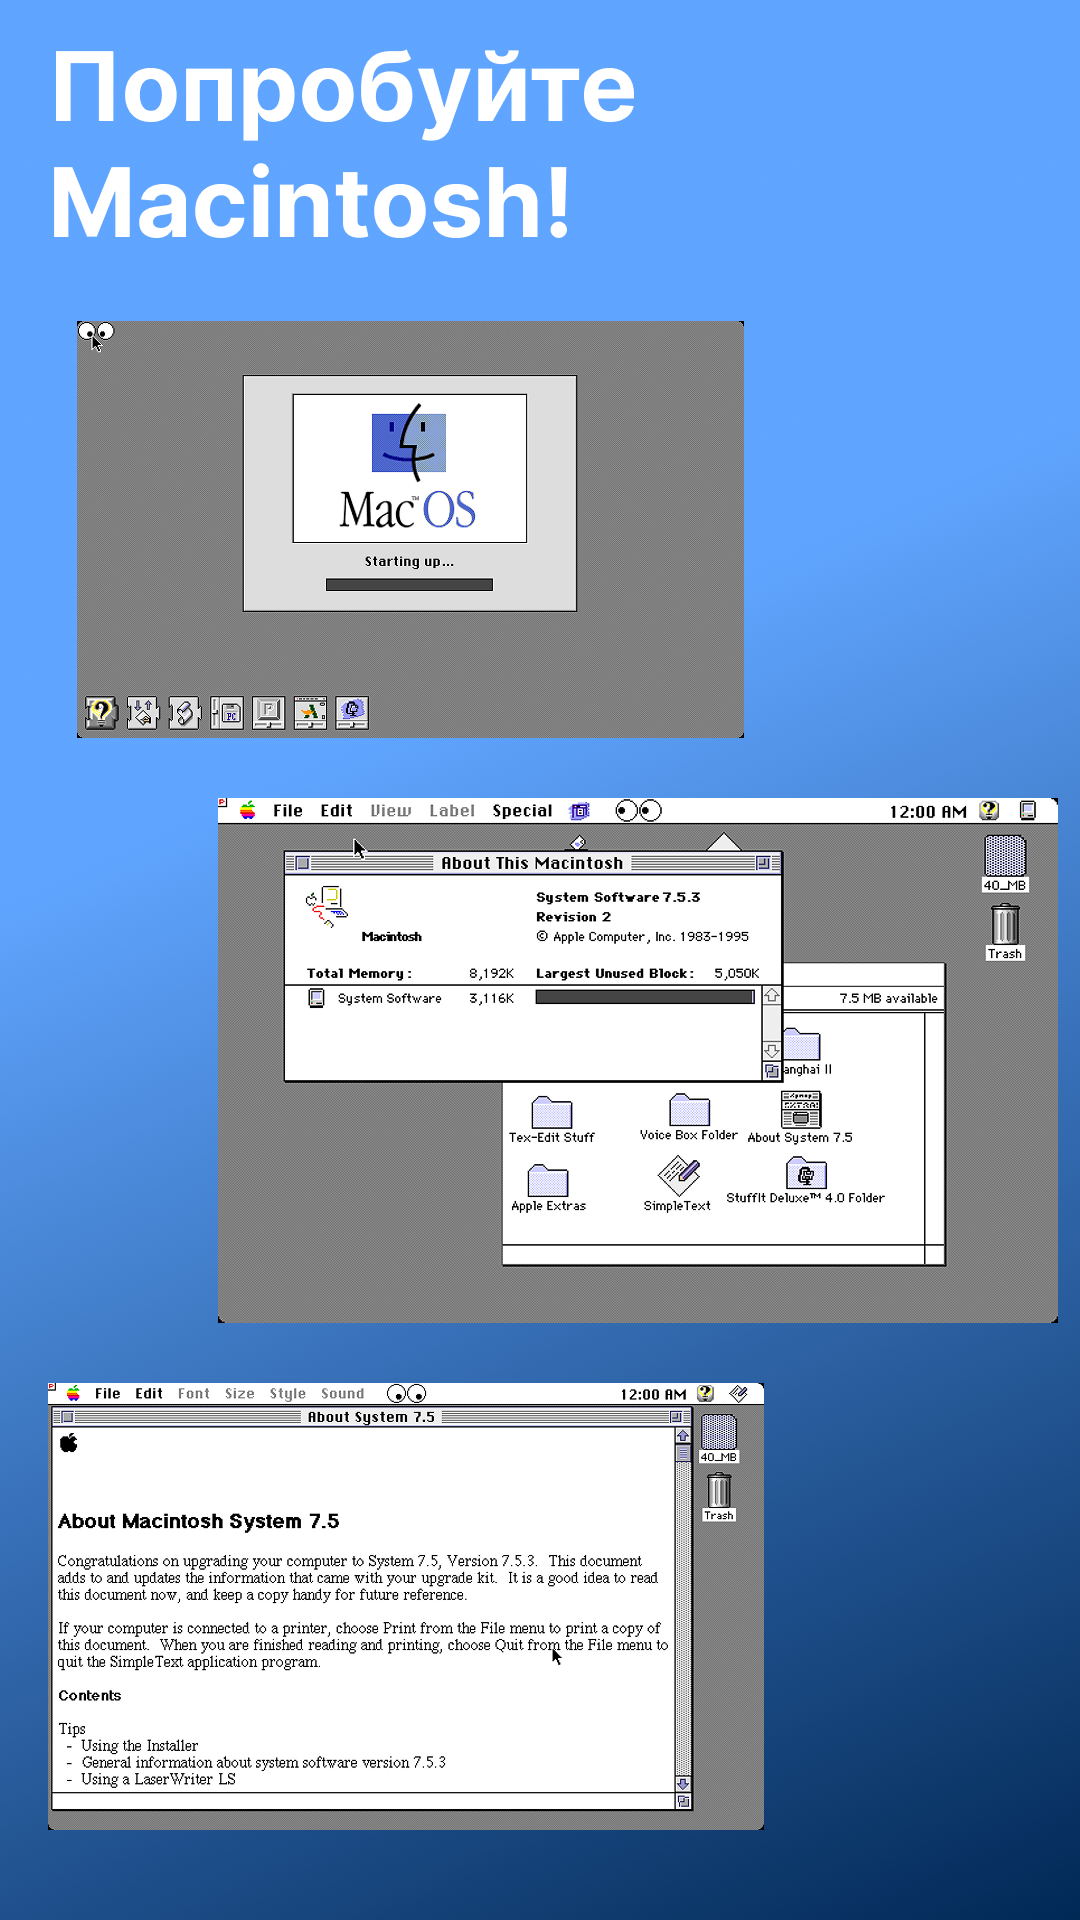 Попробуйте
Macintosh!
Mac™OS
Starting up...
PC
P
File Edit View Label Special 12:00 AM
40_MB
Trash
About This Macintosh
System Software 7.5.3
Revision 2
© Apple Computer, Inc. 1983-1995
Macintosh
Total Memory : 8,192K Largest Unused Block : 5,050K
System Software 3,116K
7.5 MB available
anghai II
Tex-Edit Stuff Voice Box Folder About System 7.5
Apple Extras SimpleText StuffIt Deluxe™ 4.0 Folder
File Edit Font Size Style Sound 12:00 AM
40_MB
Trash
About System 7.5
About Macintosh System 7.5
Congratulations on upgrading your computer to System 7.5, Version 7.5.3. This document
adds to and updates the information that came with your upgrade kit. It is a good idea to read
this document now, and keep a copy handy for future reference.
If your computer is connected to a printer, choose Print from the File menu to print a copy of
this document. When you are finished reading and printing, choose Quit from the File menu to
quit the SimpleText application program.
Contents
Tips
- Using the Installer
- General information about system software version 7.5.3
- Using a LaserWriter LS